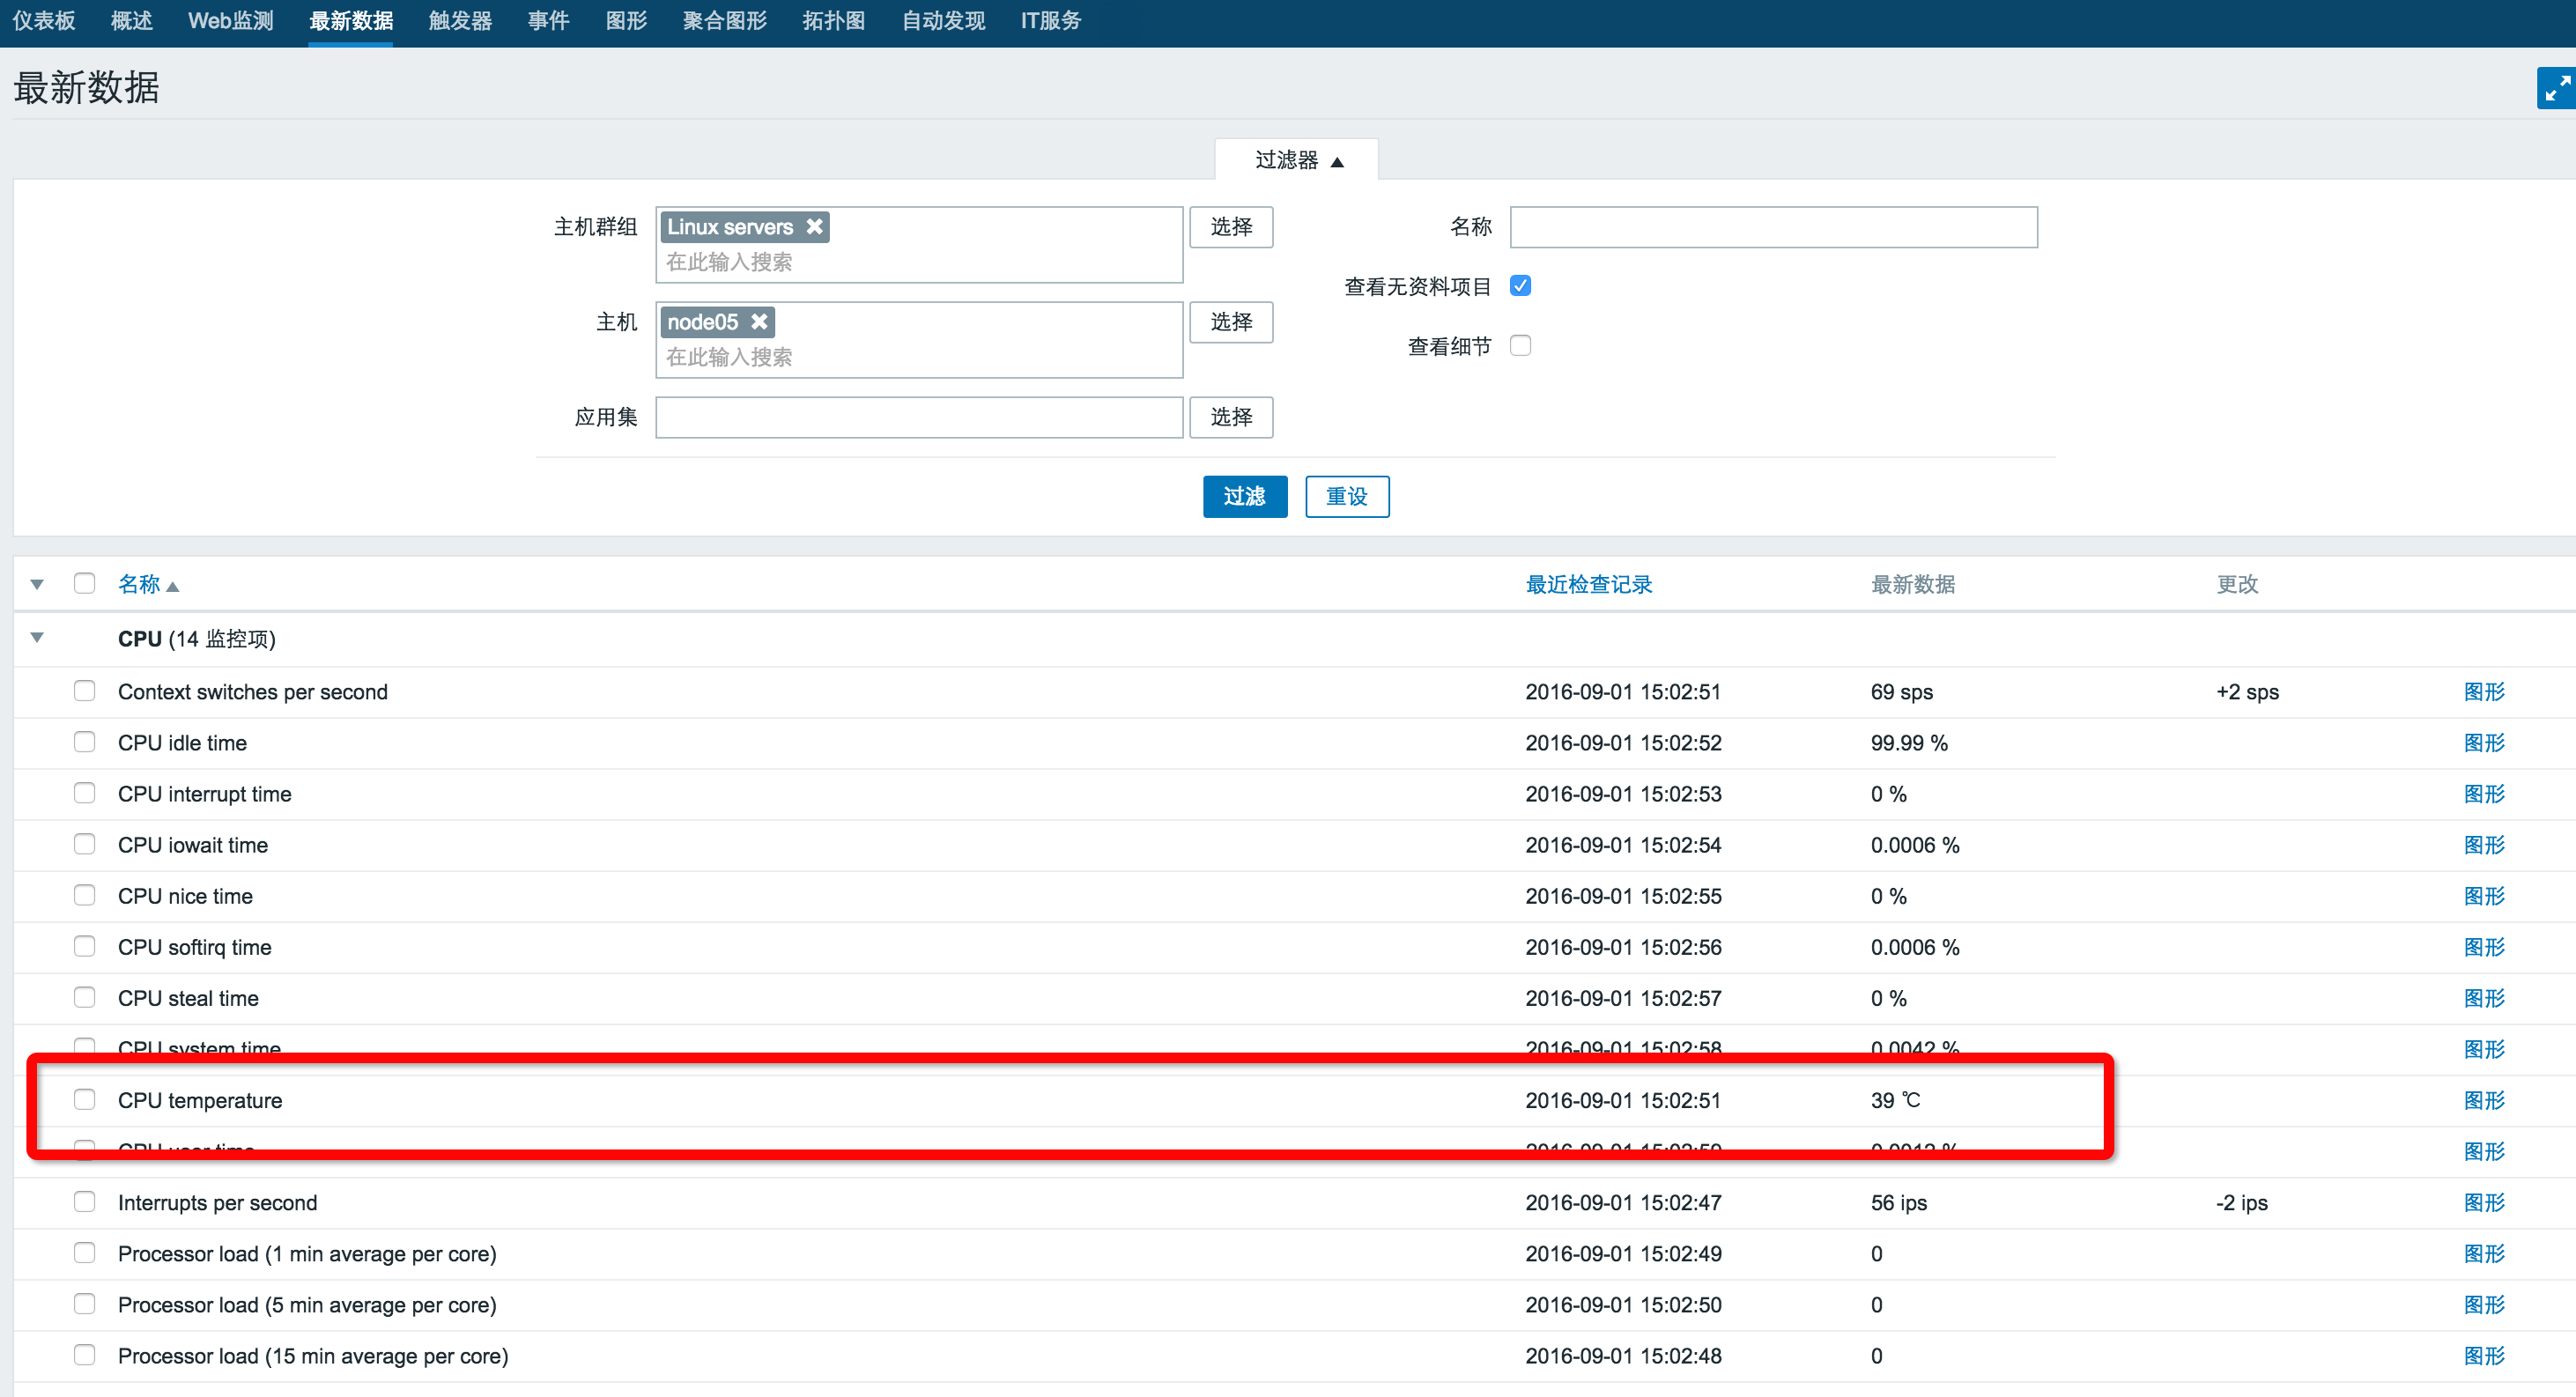 仪表板 概述 Web监测 最新数据 触发器 事件 图形 聚合图形 拓扑图 自动发现 IT服务
最新数据
过滤器 ▲
主机群组 Linux servers ✖ 选择 名称
在此输入搜索
查看无资料项目
主机 node05 ✖ 选择
查看细节
在此输入搜索
应用集 选择
过滤 重设
名称 ▲ 最近检查记录 最新数据 更改
CPU (14 监控项)
Context switches per second 2016-09-01 15:02:51 69 sps +2 sps 图形
CPU idle time 2016-09-01 15:02:52 99.99 % 图形
CPU interrupt time 2016-09-01 15:02:53 0 % 图形
CPU iowait time 2016-09-01 15:02:54 0.0006 % 图形
CPU nice time 2016-09-01 15:02:55 0 % 图形
CPU softirq time 2016-09-01 15:02:56 0.0006 % 图形
CPU steal time 2016-09-01 15:02:57 0 % 图形
CPU system time 2016-09-01 15:02:58 0.0042 % 图形
CPU temperature 2016-09-01 15:02:51 39 ℃ 图形
CPU user time 2016-09-01 15:02:59 0.0012 % 图形
Interrupts per second 2016-09-01 15:02:47 56 ips -2 ips 图形
Processor load (1 min average per core) 2016-09-01 15:02:49 0 图形
Processor load (5 min average per core) 2016-09-01 15:02:50 0 图形
Processor load (15 min average per core) 2016-09-01 15:02:48 0 图形